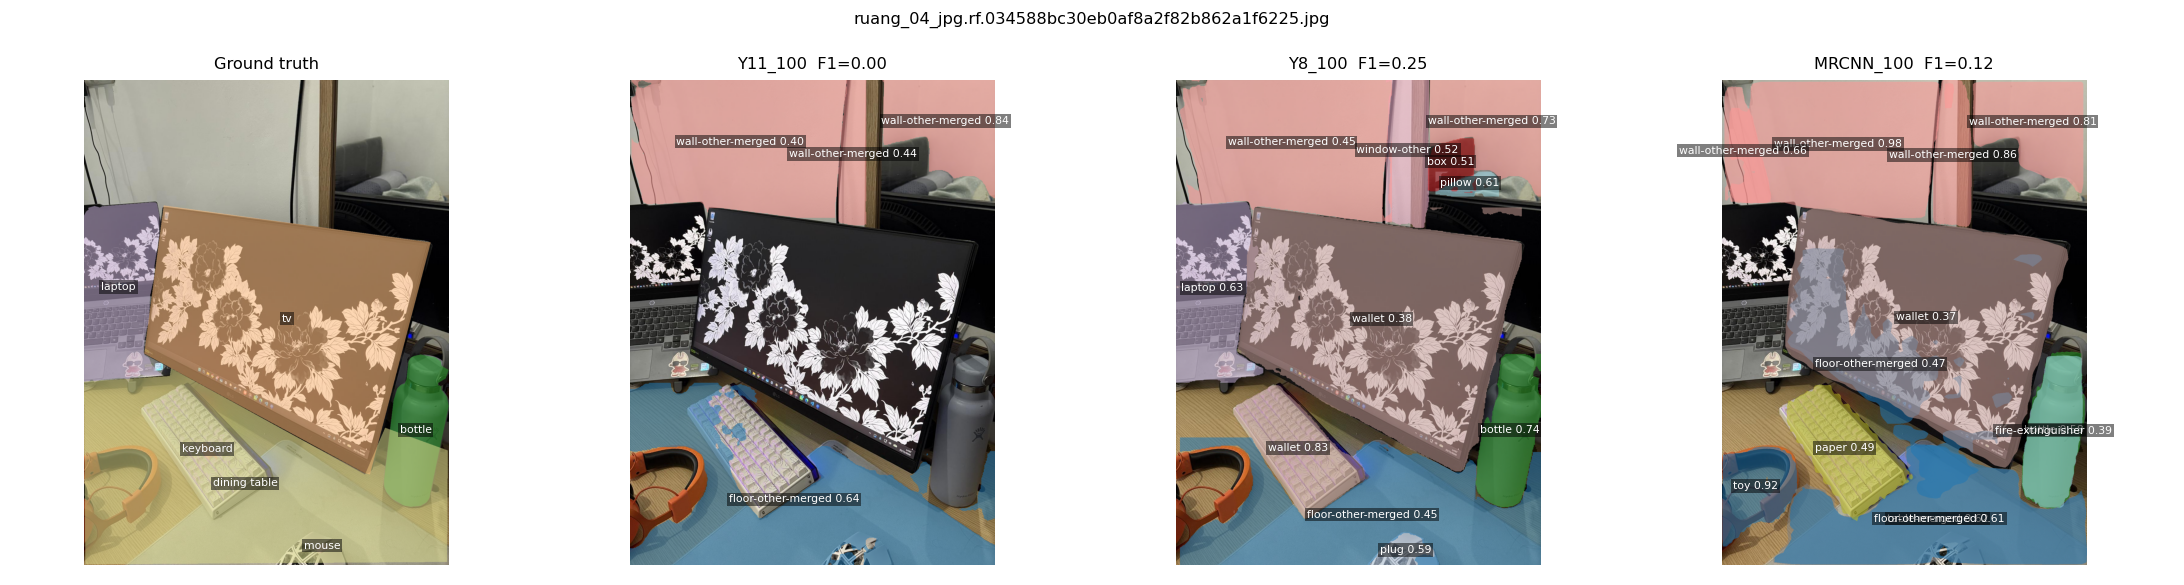 ruang_04_jpg.rf.034588bc30eb0af8a2f82b862a1f6225.jpg
Ground truth
laptop
tv
keyboard
bottle
dining table
mouse
Y11_100 F1=0.00
wall-other-merged 0.84
wall-other-merged 0.40
wall-other-merged 0.44
floor-other-merged 0.64
Y8_100 F1=0.25
wall-other-merged 0.73
wall-other-merged 0.45
window-other 0.52
box 0.51
pillow 0.61
laptop 0.63
wallet 0.38
bottle 0.74
wallet 0.83
floor-other-merged 0.45
plug 0.59
MRCNN_100 F1=0.12
wall-other-merged 0.81
wall-other-merged 0.98
wall-other-merged 0.66
wall-other-merged 0.86
wallet 0.37
floor-other-merged 0.47
fire-extinguisher 0.39
paper 0.49
toy 0.92
floor-other-merged 0.61